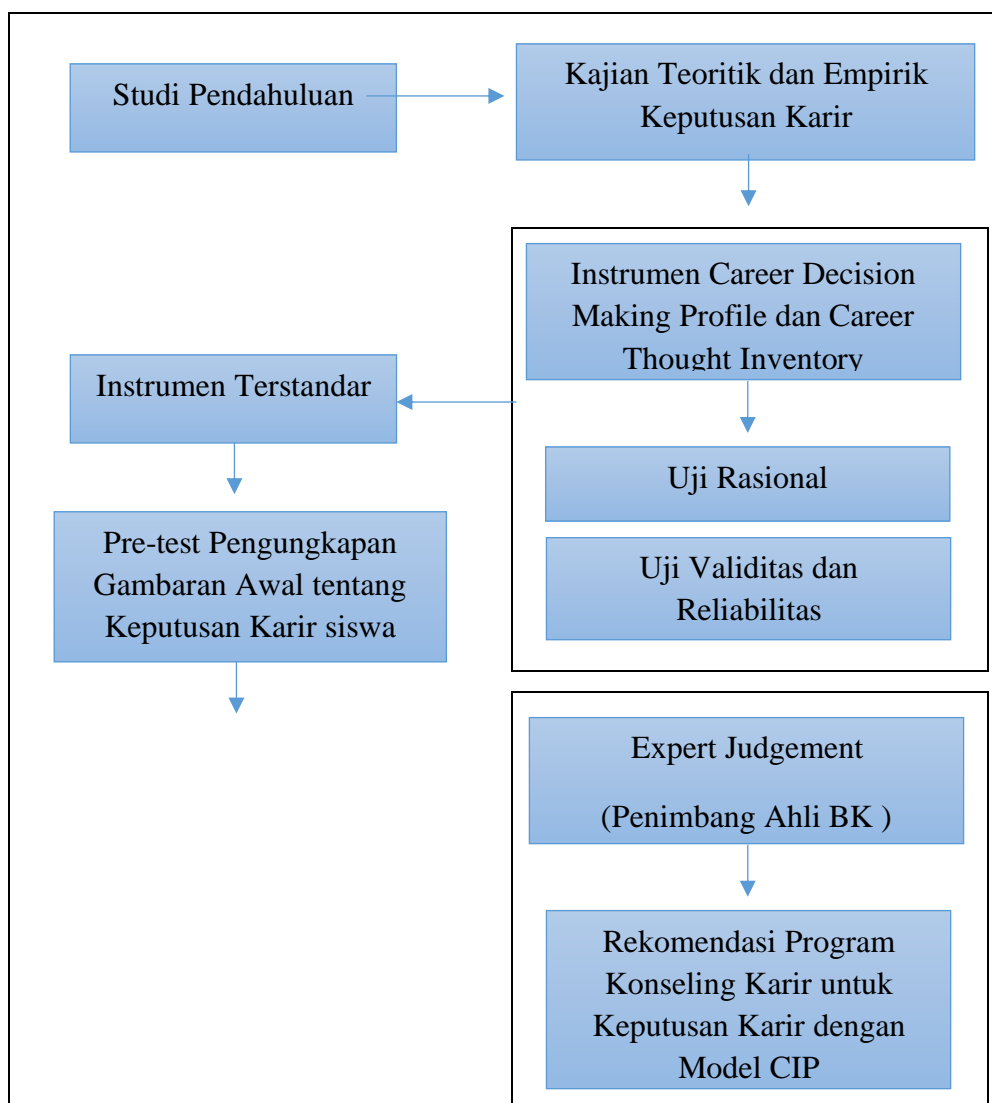 Studi Pendahuluan
Kajian Teoritik dan Empirik
Keputusan Karir
Instrumen Career Decision
Making Profile dan Career
Thought Inventory
Instrumen Terstandar
Uji Rasional
Uji Validitas dan
Reliabilitas
Pre-test Pengungkapan
Gambaran Awal tentang
Keputusan Karir siswa
Expert Judgement
(Penimbang Ahli BK )
Rekomendasi Program
Konseling Karir untuk
Keputusan Karir dengan
Model CIP